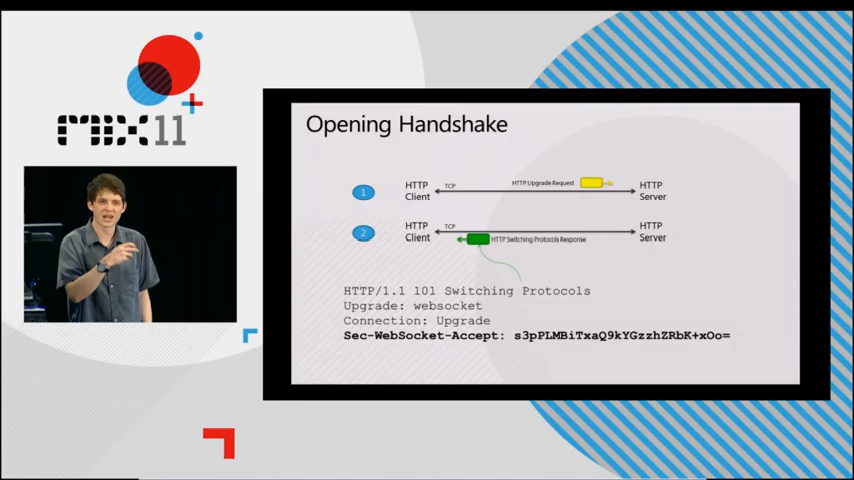 MIX11
Opening Handshake
1
HTTP
Client
TCP
HTTP Upgrade Request
HTTP
Server
2
HTTP
Client
TCP
HTTP Switching Protocols Response
HTTP
Server
HTTP/1.1 101 Switching Protocols
Upgrade: websocket
Connection: Upgrade
Sec-WebSocket-Accept: s3pPLMBiTxaQ9kYGzzhZRbK+xOo=